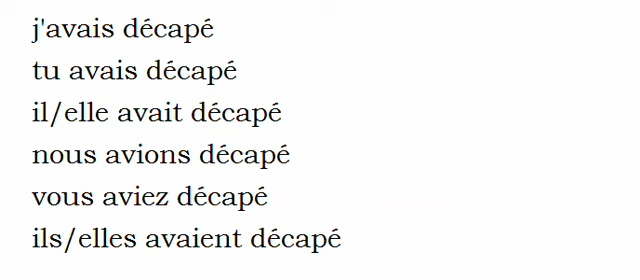 j'avais décapé
tu avais décapé
il/elle avait décapé
nous avions décapé
vous aviez décapé
ils/elles avaient décapé